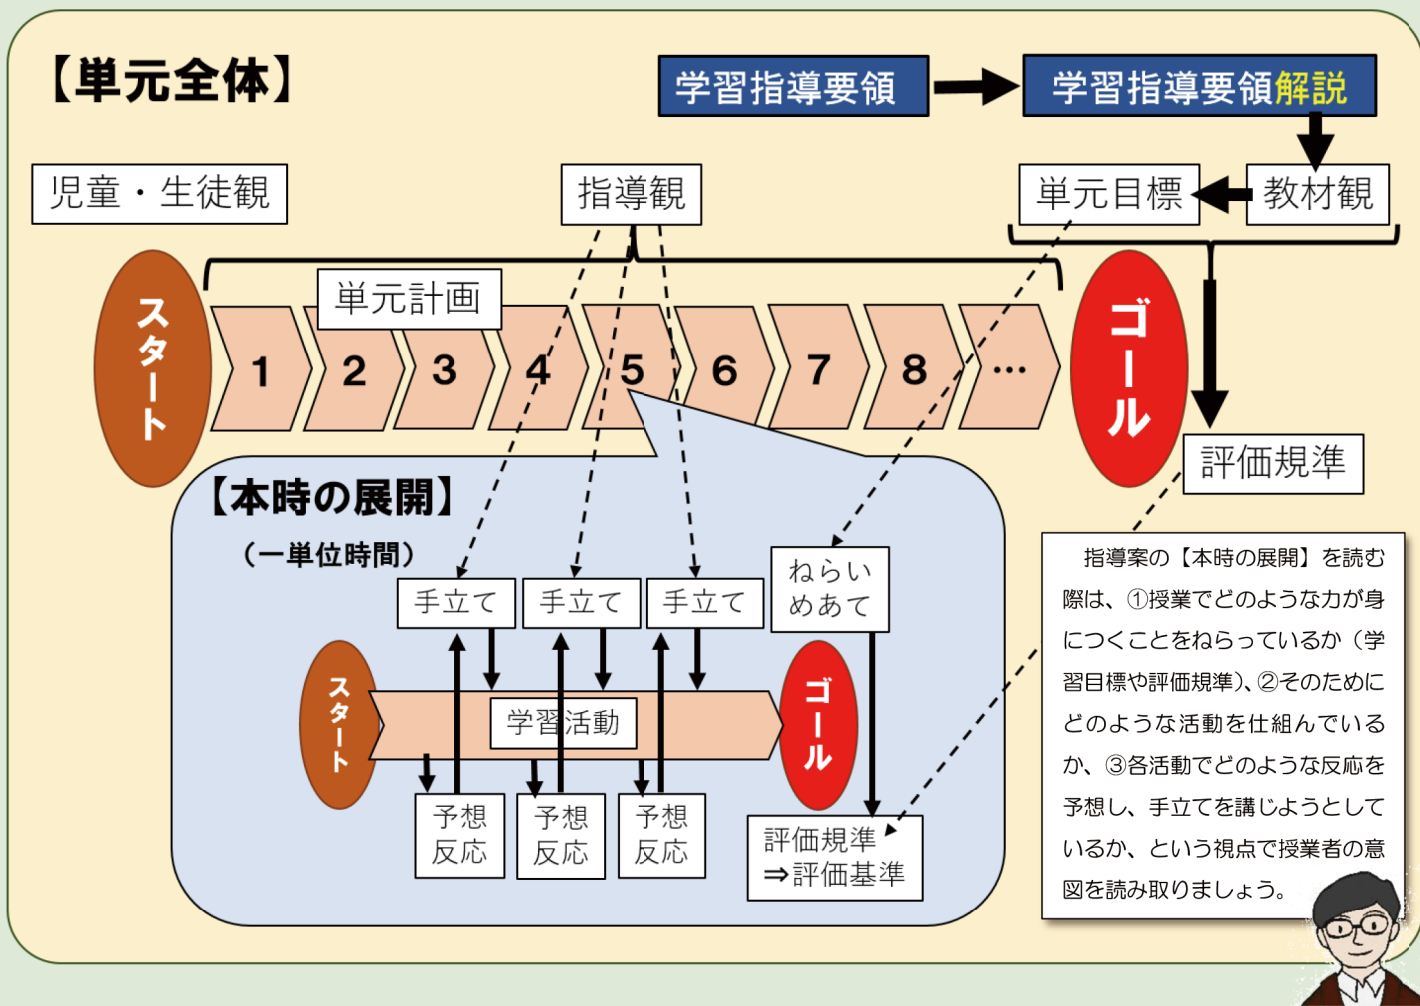 【単元全体】
学習指導要領
学習指導要領解説
児童・生徒観
指導観
単元目標
教材観
スタート
単元計画
1
2
3
4
5
6
7
8
…
ゴール
評価規準
【本時の展開】
（一単位時間）
手立て
手立て
手立て
ねらい
めあて
スタート
学習活動
ゴール
予想
反応
予想
反応
予想
反応
評価規準
⇒評価基準
指導案の【本時の展開】を読む
際は、①授業でどのような力が身
につくことをねらっているか（学
習目標や評価規準）、②そのために
どのような活動を仕組んでいる
か、③各活動でどのような反応を
予想し、手立てを講じようとして
いるか、という視点で授業者の意
図を読み取りましょう。